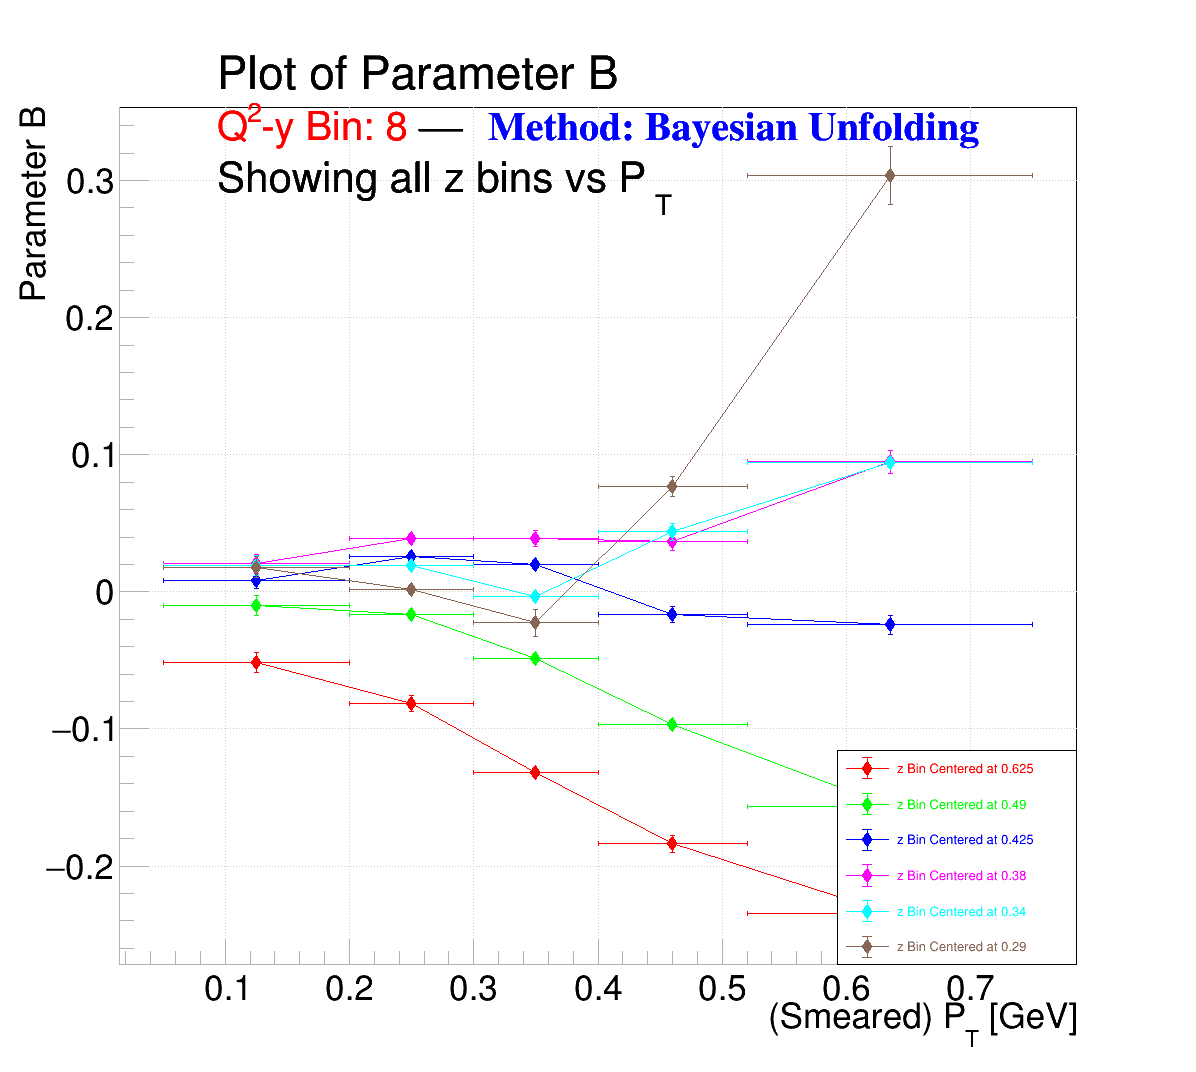 Plot of Parameter B
Q²-y Bin: 8 — Method: Bayesian Unfolding
Showing all z bins vs P_T
Parameter B
0.3
0.2
0.1
0
−0.1
−0.2
z Bin Centered at 0.625
z Bin Centered at 0.49
z Bin Centered at 0.425
z Bin Centered at 0.38
z Bin Centered at 0.34
z Bin Centered at 0.29
0.1 0.2 0.3 0.4 0.5 0.6 0.7
(Smeared) P_T [GeV]